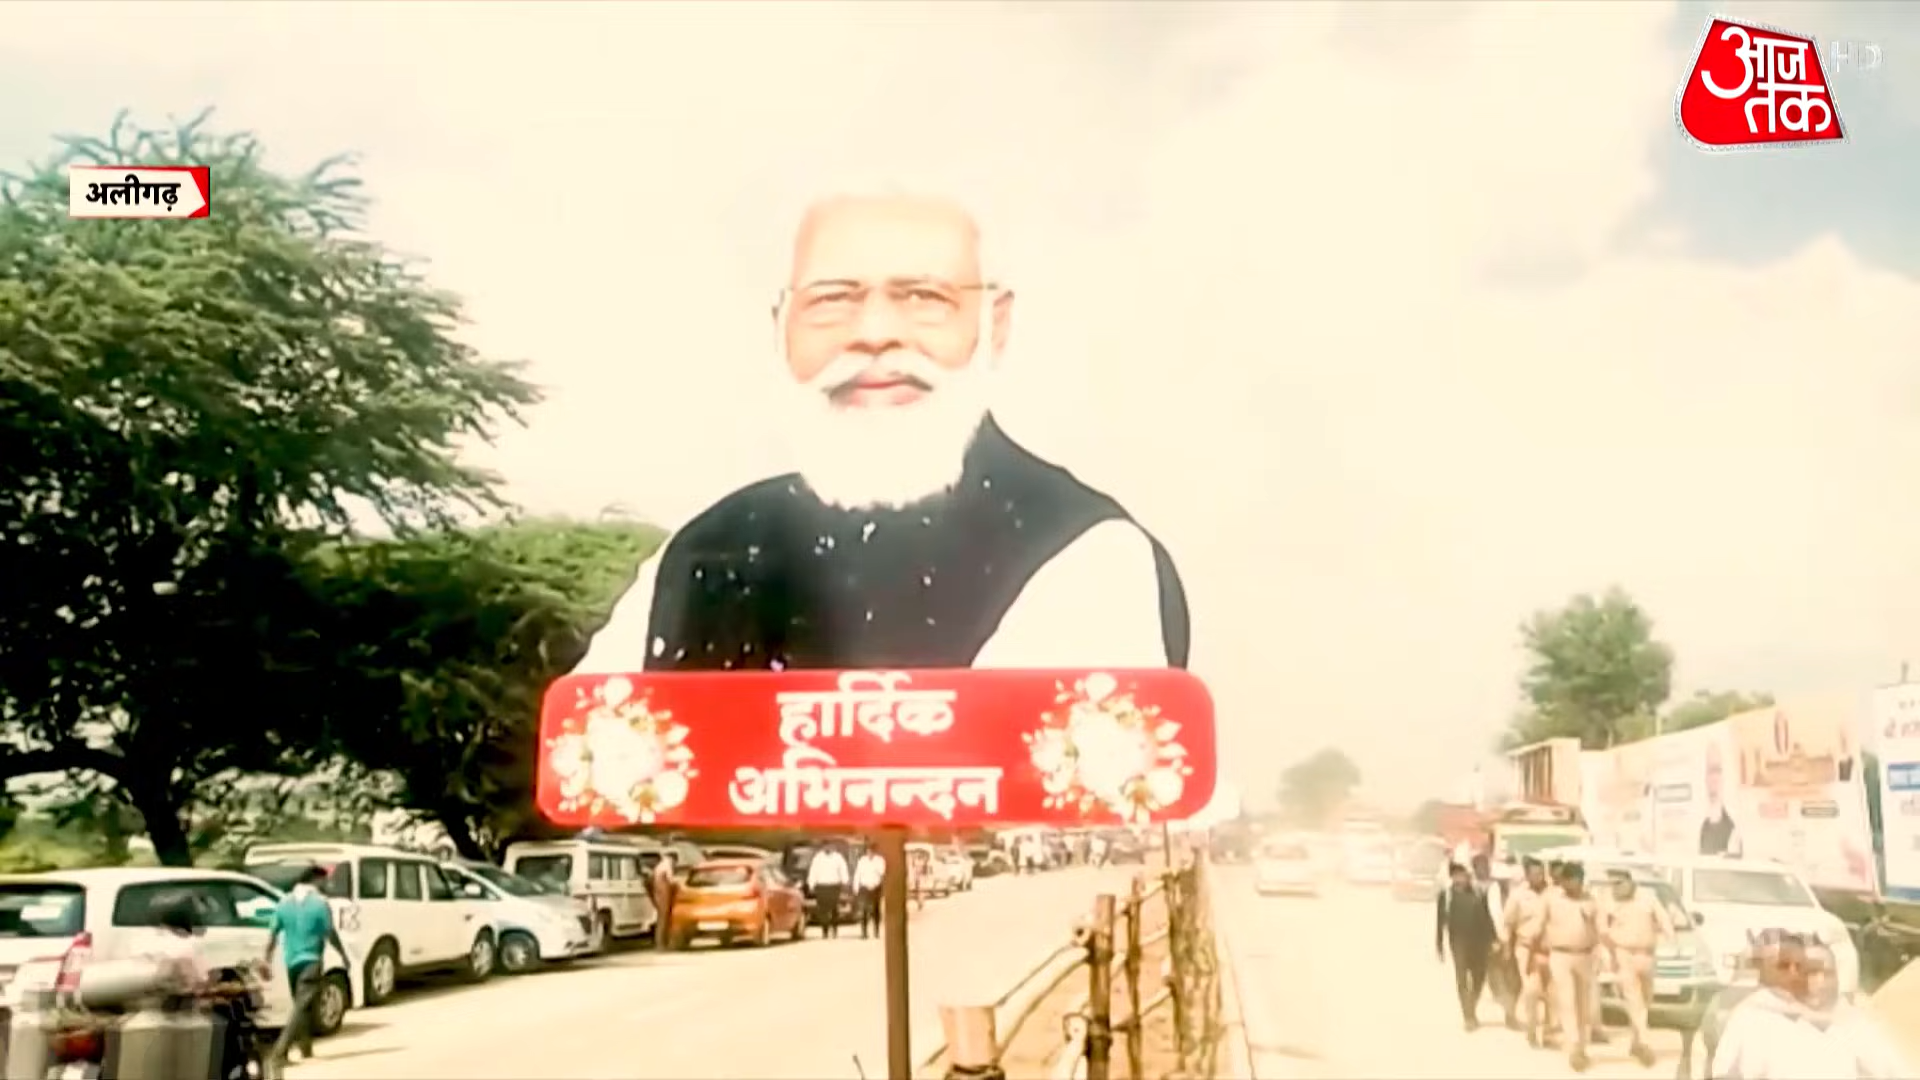 आज
तक
HD
अलीगढ़
हार्दिक
अभिनन्दन